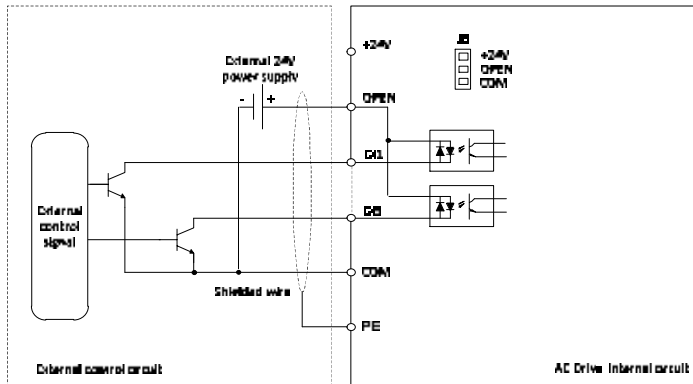 +24V
J8
+24V
OPEN
COM
External 24V
power supply
- +
OPEN
DI1
External
control
signal
DI5
COM
Shielded wire
PE
External control circuit
AC Drive internal circuit